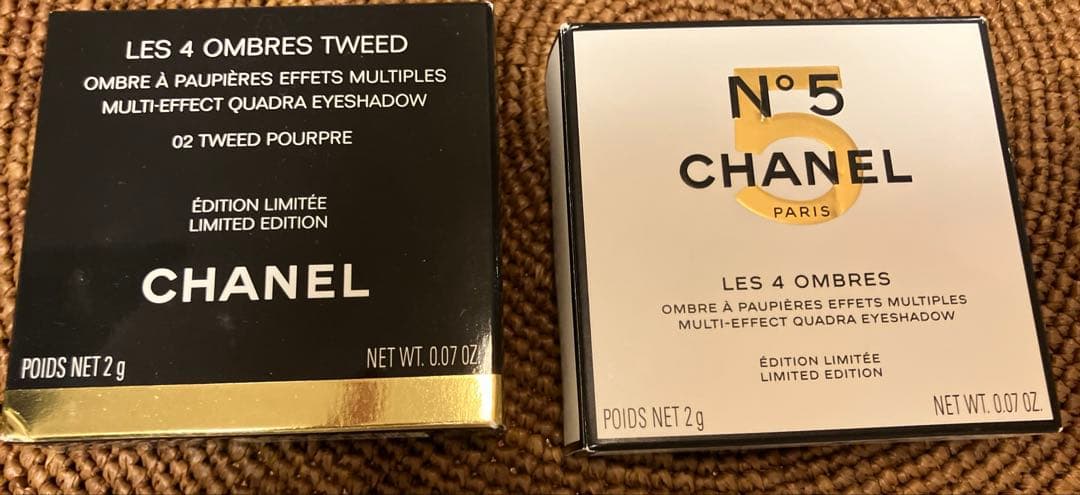 LES 4 OMBRES TWEED
OMBRE À PAUPIÈRES EFFETS MULTIPLES
MULTI-EFFECT QUADRA EYESHADOW
02 TWEED POURPRE
ÉDITION LIMITÉE
LIMITED EDITION
CHANEL
POIDS NET 2 g
NET WT. 0.07 OZ.
5
N°5
CHANEL
PARIS
LES 4 OMBRES
OMBRE À PAUPIÈRES EFFETS MULTIPLES
MULTI-EFFECT QUADRA EYESHADOW
ÉDITION LIMITÉE
LIMITED EDITION
POIDS NET 2 g
NET WT. 0.07 OZ.